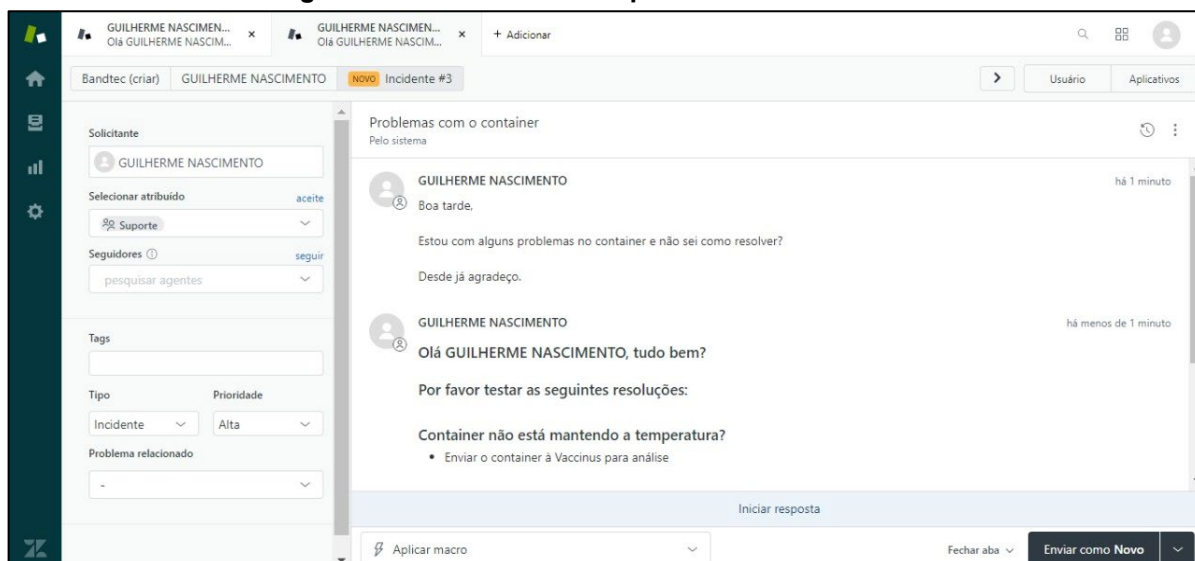 GUILHERME NASCIMEN...
Olá GUILHERME NASCIM...
×
GUILHERME NASCIMEN...
Olá GUILHERME NASCIM...
×
+ Adicionar
Bandtec (criar)
GUILHERME NASCIMENTO
NOVO Incidente #3
Usuário
Aplicativos
Solicitante
GUILHERME NASCIMENTO
Selecionar atribuído
aceite
Suporte
Seguidores
seguir
pesquisar agentes
Tags
Tipo
Prioridade
Incidente
Alta
Problema relacionado
-
Problemas com o container
Pelo sistema
GUILHERME NASCIMENTO
há 1 minuto
Boa tarde,
Estou com alguns problemas no container e não sei como resolver?
Desde já agradeço.
GUILHERME NASCIMENTO
há menos de 1 minuto
Olá GUILHERME NASCIMENTO, tudo bem?
Por favor testar as seguintes resoluções:
Container não está mantendo a temperatura?
• Enviar o container à Vaccinus para análise
Iniciar resposta
Aplicar macro
Fechar aba
Enviar como Novo